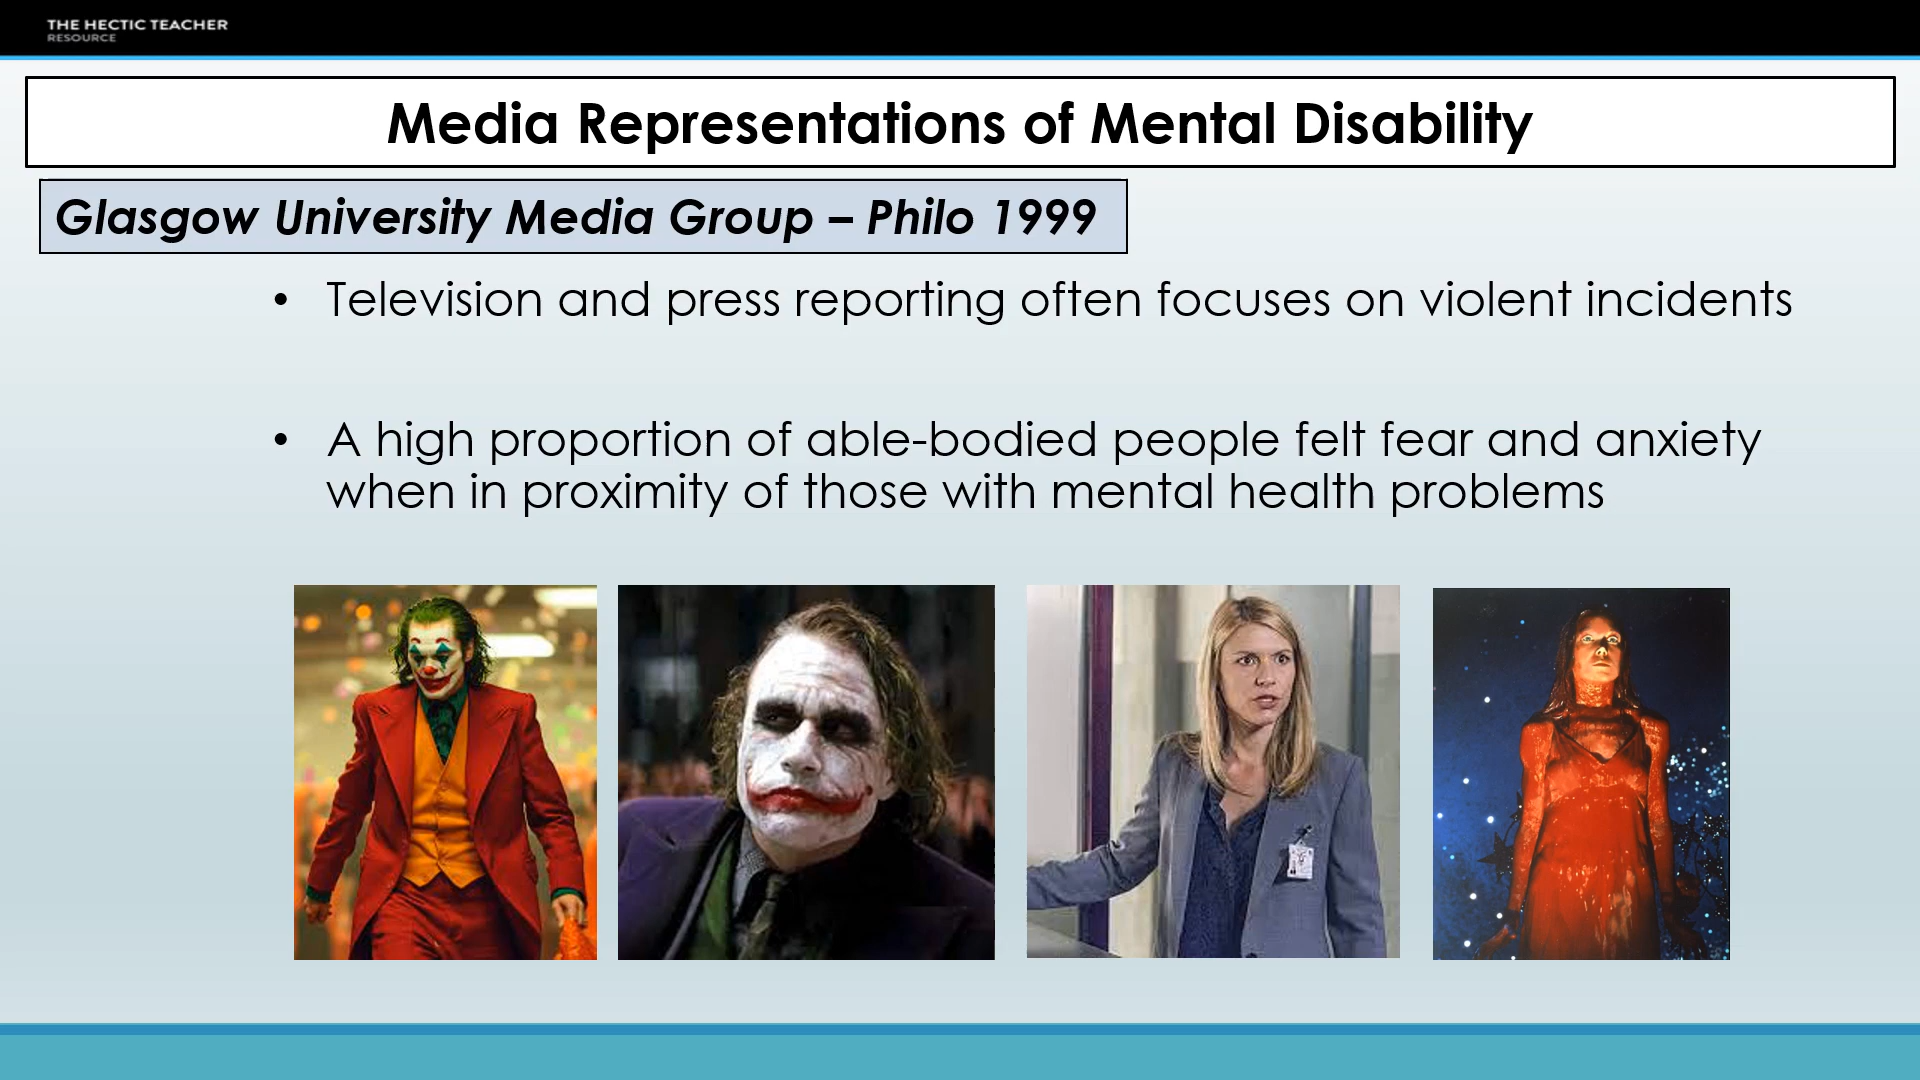 THE HECTIC TEACHER
RESOURCE
Media Representations of Mental Disability
Glasgow University Media Group – Philo 1999
• Television and press reporting often focuses on violent incidents
• A high proportion of able-bodied people felt fear and anxiety
when in proximity of those with mental health problems